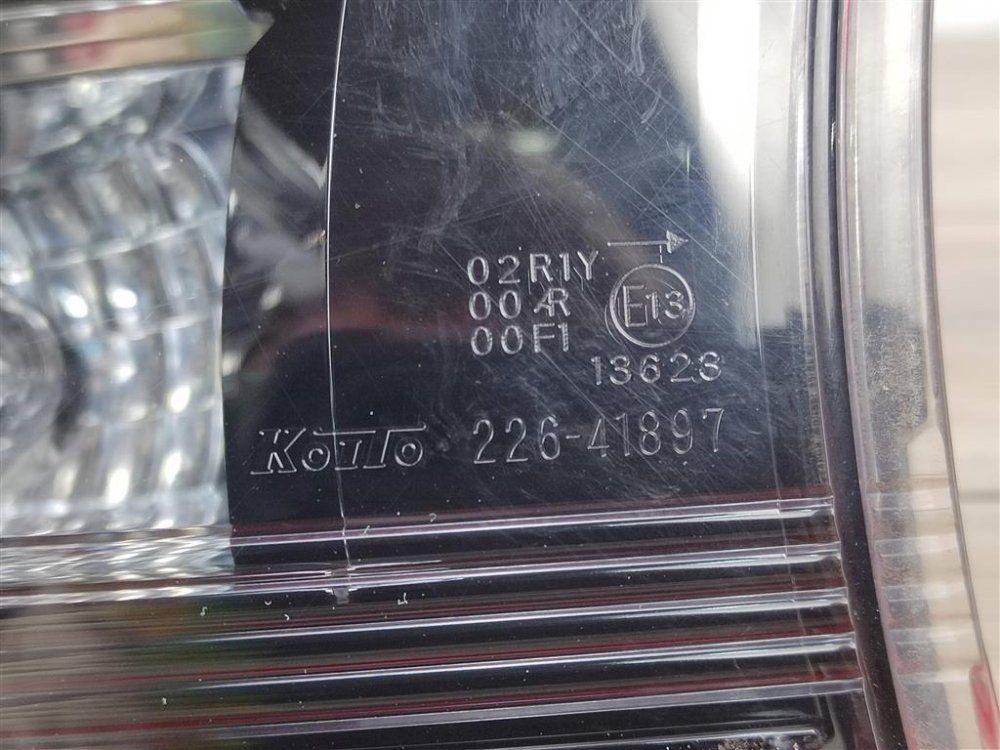 02R1Y
00AR
00F1
E13
13623
KOITO 226-41897